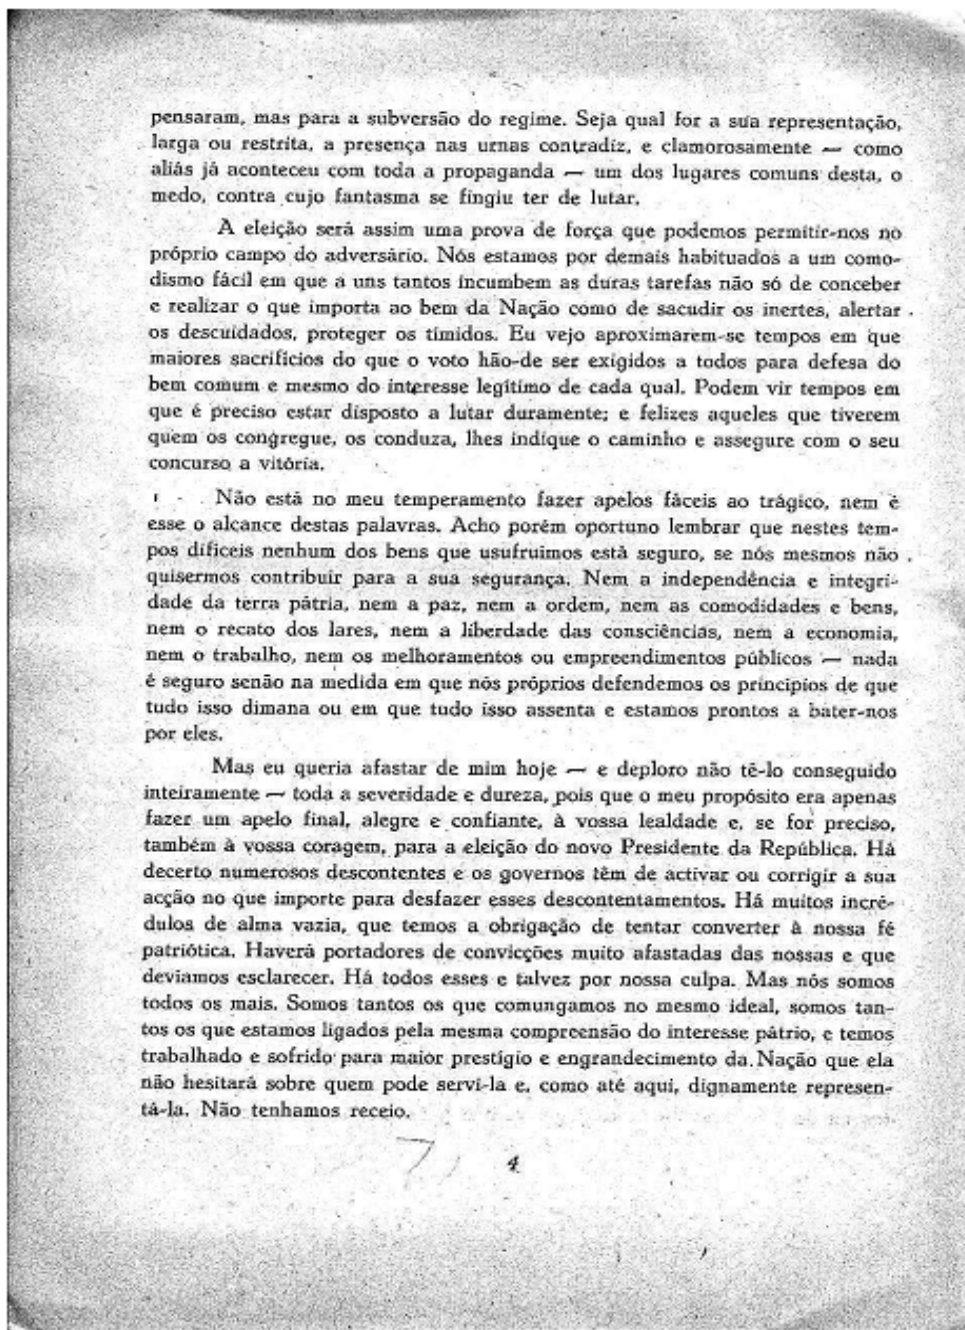 pensaram, mas para a subversão do regime. Seja qual for a sua representação,
larga ou restrita, a presença nas urnas contradiz, e clamorosamente — como
aliás já aconteceu com toda a propaganda — um dos lugares comuns desta, o
medo, contra cujo fantasma se fingiu ter de lutar.
A eleição será assim uma prova de força que podemos permitir-nos no
próprio campo do adversário. Nós estamos por demais habituados a um como-
dismo fácil em que a uns tantos incumbem as duras tarefas não só de conceber
e realizar o que importa ao bem da Nação como de sacudir os inertes, alertar
os descuidados, proteger os tímidos. Eu vejo aproximarem-se tempos em que
maiores sacrifícios do que o voto hão-de ser exigidos a todos para defesa do
bem comum e mesmo do interesse legítimo de cada qual. Podem vir tempos em
que é preciso estar disposto a lutar duramente; e felizes aqueles que tiverem
quem os congregue, os conduza, lhes indique o caminho e assegure com o seu
concurso a vitória.
Não está no meu temperamento fazer apelos fáceis ao trágico, nem é
esse o alcance destas palavras. Acho porém oportuno lembrar que nestes tem-
pos difíceis nenhum dos bens que usufruimos está seguro, se nós mesmos não
quisermos contribuir para a sua segurança. Nem a independência e integri-
dade da terra pátria, nem a paz, nem a ordem, nem as comodidades e bens,
nem o recato dos lares, nem a liberdade das consciências, nem a economia,
nem o trabalho, nem os melhoramentos ou empreendimentos públicos — nada
é seguro senão na medida em que nós próprios defendemos os princípios de que
tudo isso dimana ou em que tudo isso assenta e estamos prontos a bater-nos
por eles.
Mas eu queria afastar de mim hoje — e deploro não tê-lo conseguido
inteiramente — toda a severidade e dureza, pois que o meu propósito era apenas
fazer um apelo final, alegre e confiante, à vossa lealdade e, se for preciso,
também à vossa coragem, para a eleição do novo Presidente da República. Há
decerto numerosos descontentes e os governos têm de activar ou corrigir a sua
acção no que importe para desfazer esses descontentamentos. Há muitos incré-
dulos de alma vazia, que temos a obrigação de tentar converter à nossa fé
patriótica. Haverá portadores de convicções muito afastadas das nossas e que
devíamos esclarecer. Há todos esses e talvez por nossa culpa. Mas nós somos
todos os mais. Somos tantos os que comungamos no mesmo ideal, somos tan-
tos os que estamos ligados pela mesma compreensão do interesse pátrio, e temos
trabalhado e sofrido para maior prestígio e engrandecimento da Nação que ela
não hesitará sobre quem pode servi-la e, como até aqui, dignamente represen-
tá-la. Não tenhamos receio.
4